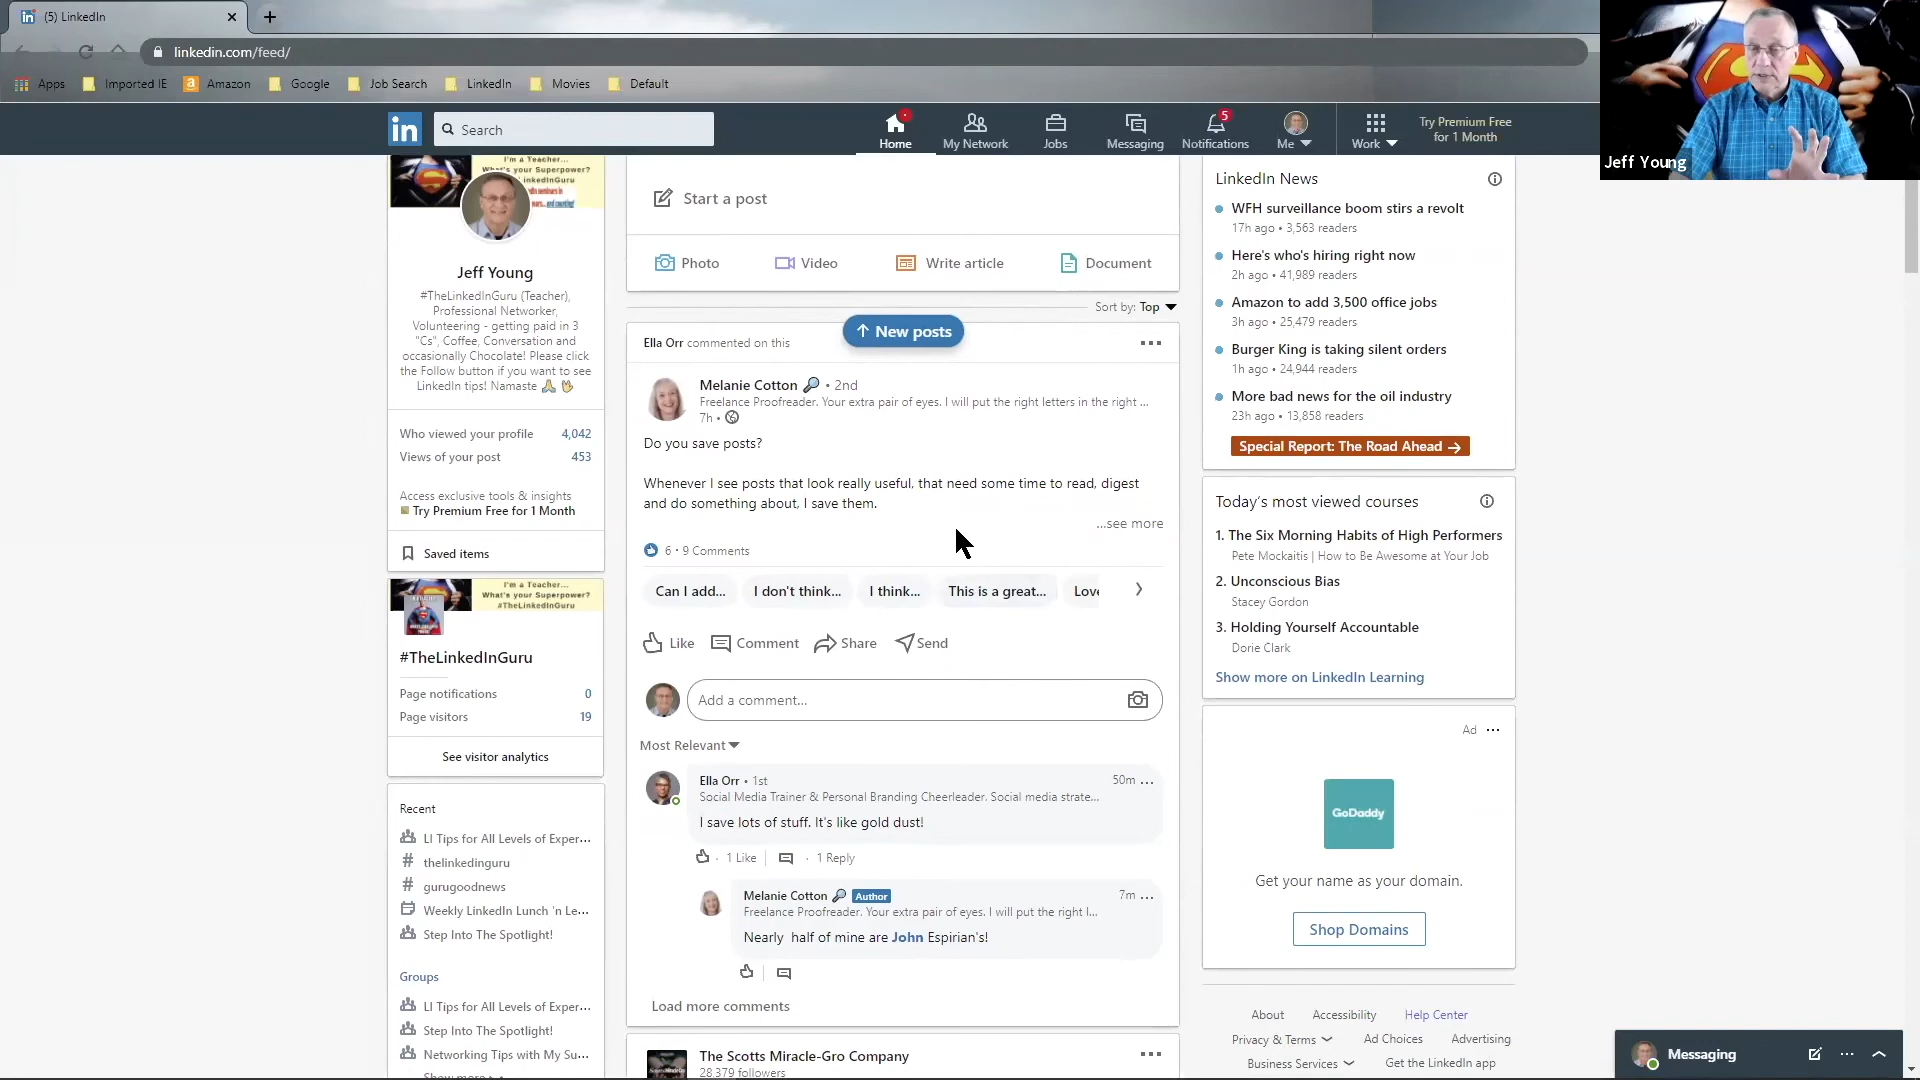 (5) LinkedIn
linkedin.com/feed/
Apps
Imported IE
Amazon
Google
Job Search
LinkedIn
Movies
Default
in
Search
Home
My Network
Jobs
Messaging
5
Notifications
Me
Work
Try Premium Free
for 1 Month
Jeff Young
I'm a Teacher...
What's your Superpower?
Jeff Young
#TheLinkedInGuru (Teacher),
Professional Networker,
Volunteering - getting paid in 3
"Cs", Coffee, Conversation and
occasionally Chocolate! Please click
the Follow button if you want to see
LinkedIn tips! Namaste 🙏 🖖
Who viewed your profile 4,042
Views of your post 453
Access exclusive tools & insights
Try Premium Free for 1 Month
Saved items
I'm a Teacher...
What's your Superpower?
#TheLinkedInGuru
#TheLinkedInGuru
Page notifications 0
Page visitors 19
See visitor analytics
Recent
LI Tips for All Levels of Exper...
# thelinkedinguru
# gurugoodnews
Weekly LinkedIn Lunch 'n Le...
Step Into The Spotlight!
Groups
LI Tips for All Levels of Exper...
Step Into The Spotlight!
Networking Tips with My Su...
Show more
Start a post
Photo
Video
Write article
Document
Sort by: Top
↑ New posts
Ella Orr commented on this
Melanie Cotton 🔎 • 2nd
Freelance Proofreader. Your extra pair of eyes. I will put the right letters in the right ...
7h •
Do you save posts?
Whenever I see posts that look really useful, that need some time to read, digest
and do something about, I save them.
...see more
6 • 9 Comments
Can I add...
I don't think...
I think...
This is a great...
Love
Like
Comment
Share
Send
Add a comment...
Most Relevant
Ella Orr • 1st
50m ...
Social Media Trainer & Personal Branding Cheerleader. Social media strate...
I save lots of stuff. It's like gold dust!
1 Like
1 Reply
Melanie Cotton 🔎 Author
7m ...
Freelance Proofreader. Your extra pair of eyes. I will put the right l...
Nearly half of mine are John Espirian's!
Load more comments
The Scotts Miracle-Gro Company
28,379 followers
LinkedIn News
WFH surveillance boom stirs a revolt
17h ago • 3,563 readers
Here's who's hiring right now
2h ago • 41,989 readers
Amazon to add 3,500 office jobs
3h ago • 25,479 readers
Burger King is taking silent orders
1h ago • 24,944 readers
More bad news for the oil industry
23h ago • 13,858 readers
Special Report: The Road Ahead →
Today's most viewed courses
1. The Six Morning Habits of High Performers
Pete Mockaitis | How to Be Awesome at Your Job
2. Unconscious Bias
Stacey Gordon
3. Holding Yourself Accountable
Dorie Clark
Show more on LinkedIn Learning
Ad ...
GoDaddy
Get your name as your domain.
Shop Domains
About
Accessibility
Help Center
Privacy & Terms
Ad Choices
Advertising
Business Services
Get the LinkedIn app
Messaging